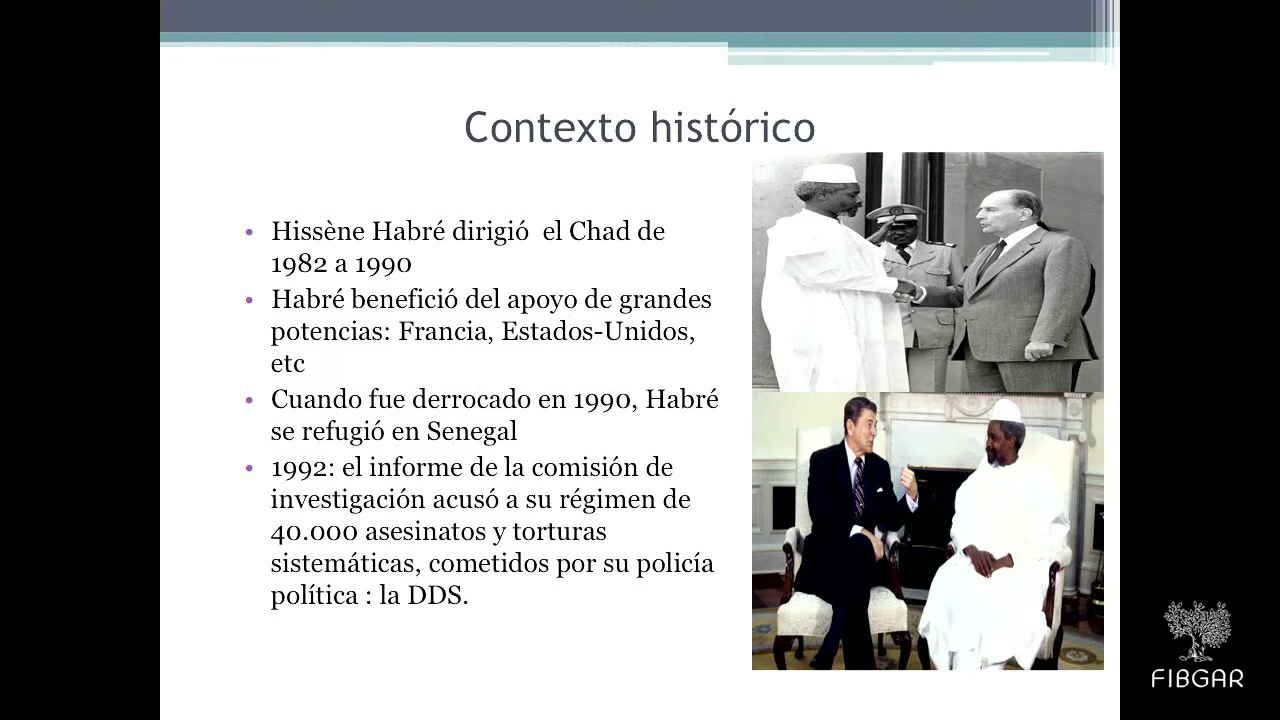 Contexto histórico
• Hissène Habré dirigió  el Chad de
1982 a 1990
• Habré benefició del apoyo de grandes
potencias: Francia, Estados-Unidos,
etc
• Cuando fue derrocado en 1990, Habré
se refugió en Senegal
• 1992: el informe de la comisión de
investigación acusó a su régimen de
40.000 asesinatos y torturas
sistemáticas, cometidos por su policía
política : la DDS.
FIBGAR